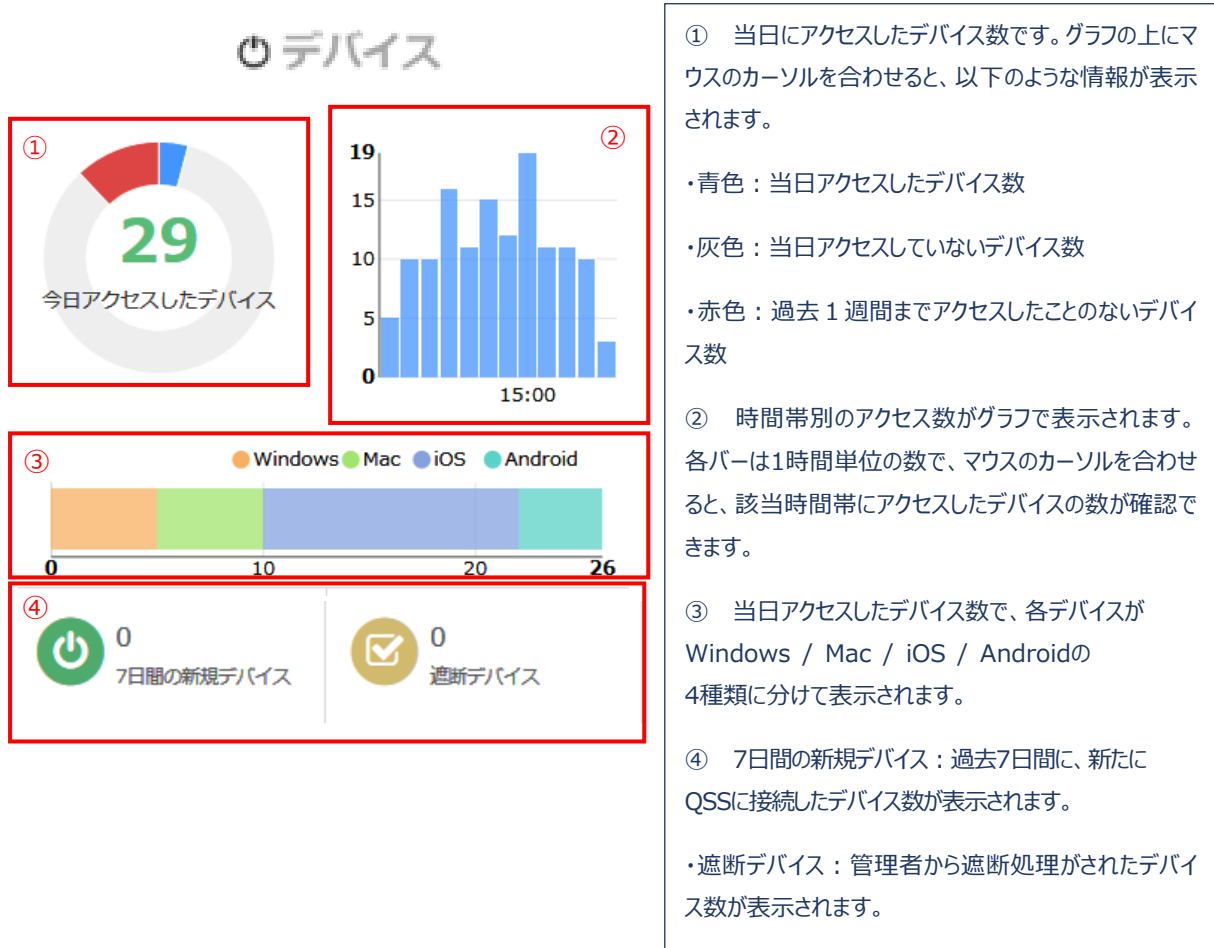 デバイス
①
29
今日アクセスしたデバイス
②
19
15
10
5
0
15:00
③
Windows Mac iOS Android
0 10 20 26
④
0
7日間の新規デバイス
0
遮断デバイス
① 当日にアクセスしたデバイス数です。グラフの上にマ
ウスのカーソルを合わせると、以下のような情報が表示
されます。
・青色：当日アクセスしたデバイス数
・灰色：当日アクセスしていないデバイス数
・赤色：過去１週間までアクセスしたことのないデバイ
ス数
② 時間帯別のアクセス数がグラフで表示されます。
各バーは1時間単位の数で、マウスのカーソルを合わせ
ると、該当時間帯にアクセスしたデバイスの数が確認で
きます。
③ 当日アクセスしたデバイス数で、各デバイスが
Windows / Mac / iOS / Androidの
4種類に分けて表示されます。
④ 7日間の新規デバイス：過去7日間に、新たに
QSSに接続したデバイス数が表示されます。
・遮断デバイス：管理者から遮断処理がされたデバイ
ス数が表示されます。